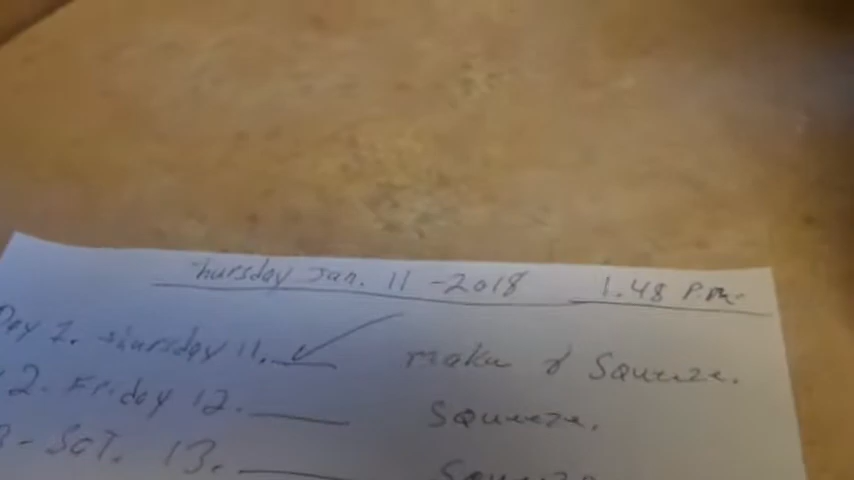 Thursday Jan. 11 -2018 1.48 P.m.
Day 1. Thursday 11. make & Squeeze.
2. Friday 12. Squeeze.
3- SaT. 13. Squeeze